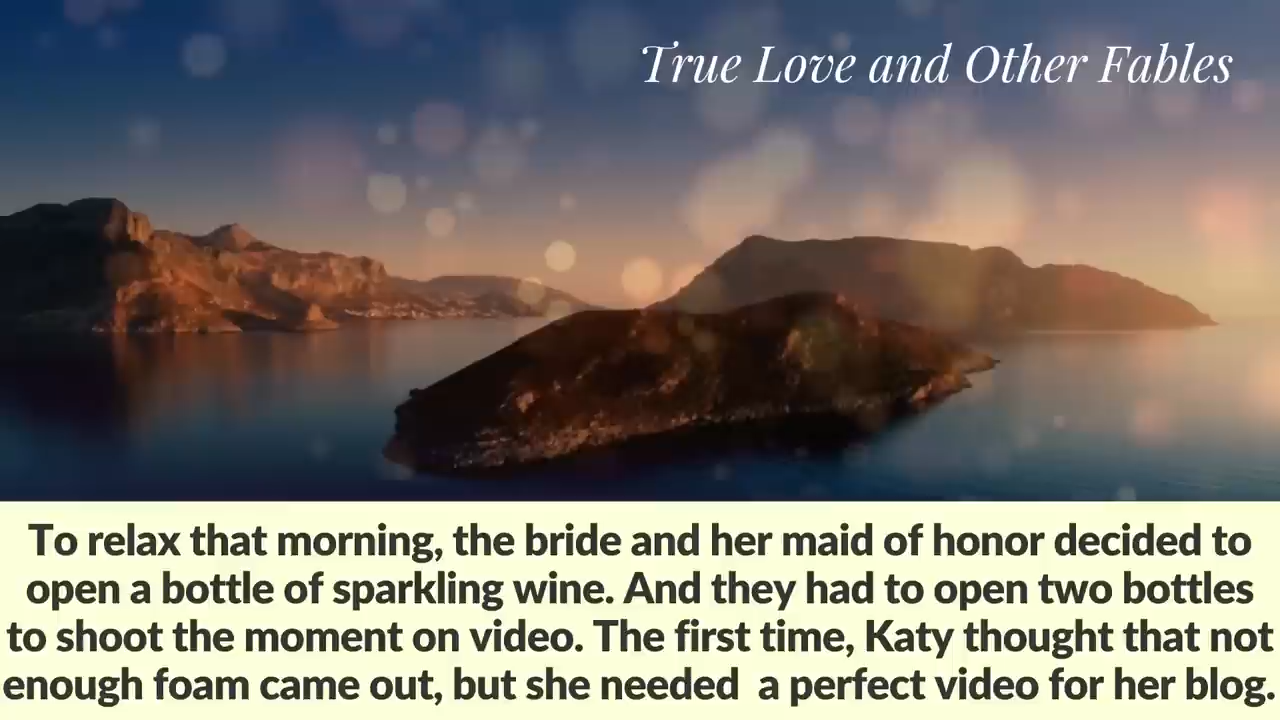 True Love and Other Fables
To relax that morning, the bride and her maid of honor decided to
open a bottle of sparkling wine. And they had to open two bottles
to shoot the moment on video. The first time, Katy thought that not
enough foam came out, but she needed  a perfect video for her blog.